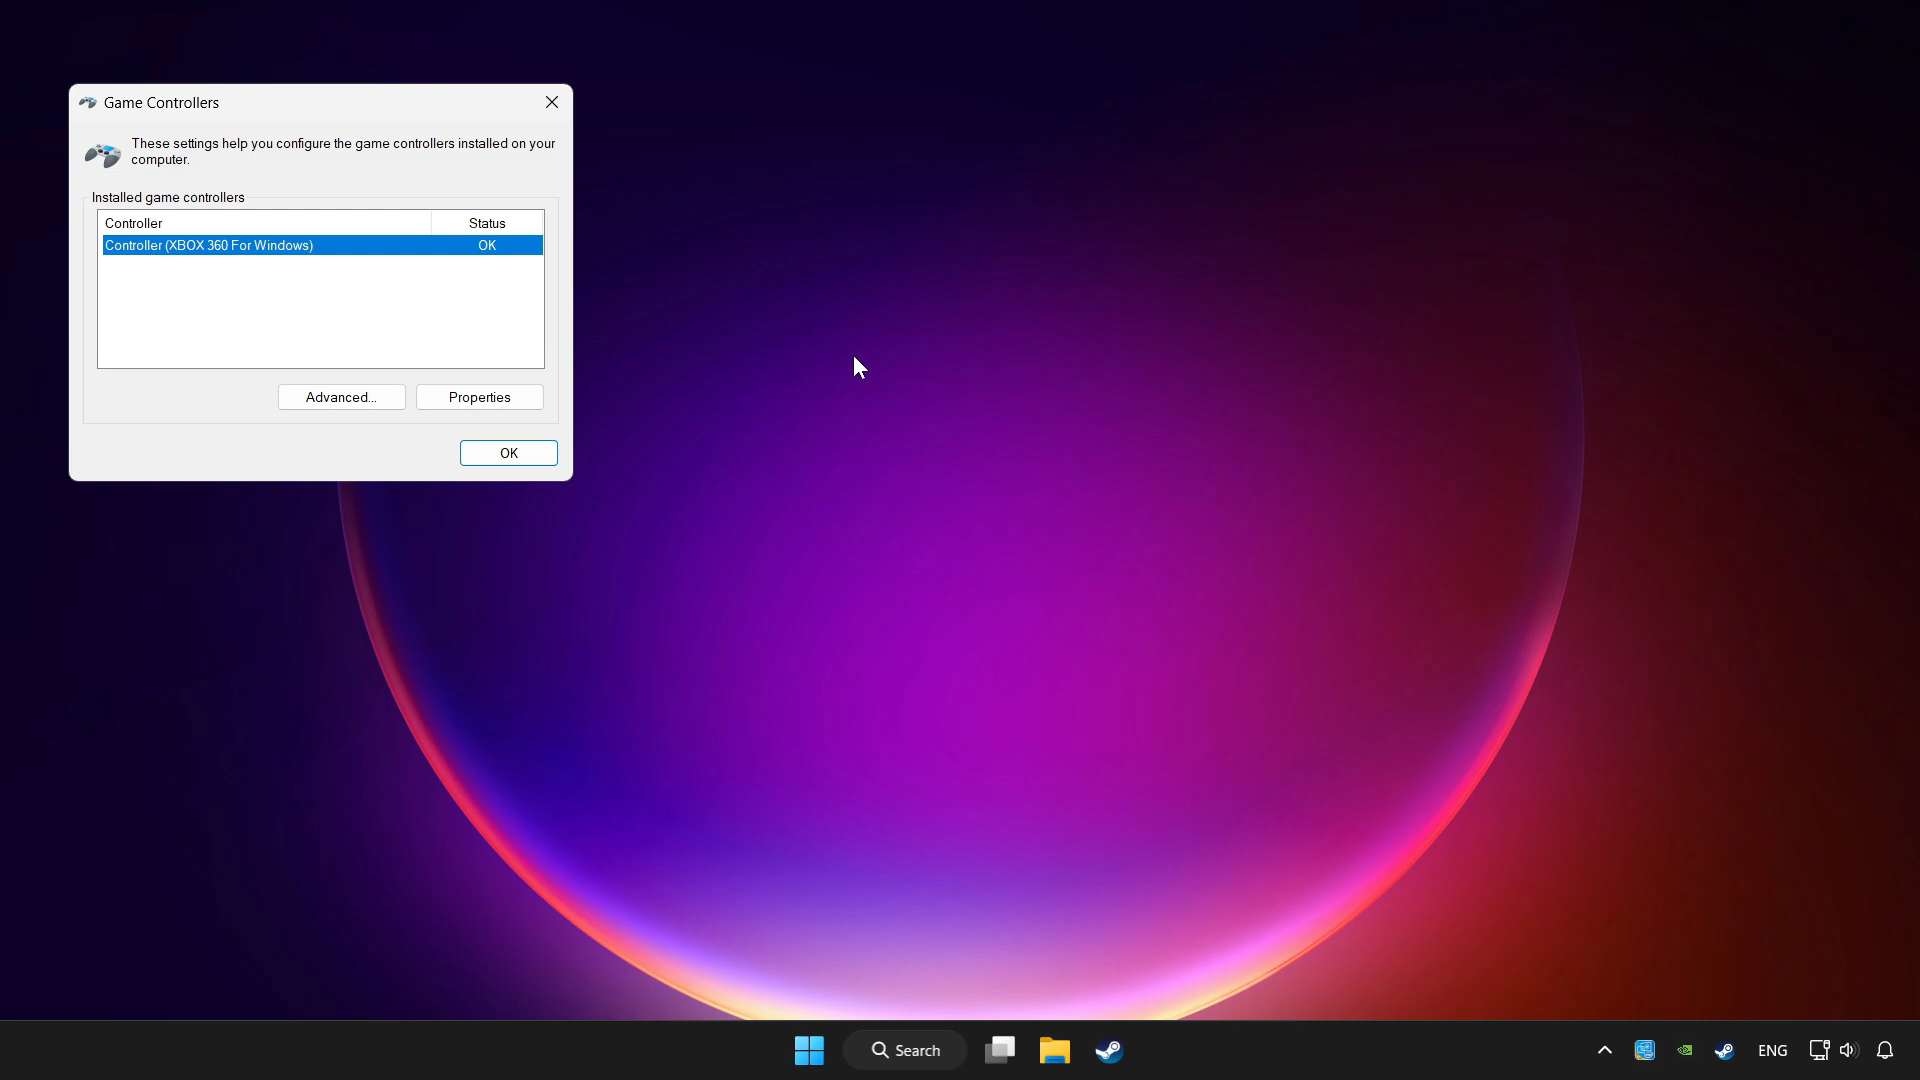 Game Controllers
These settings help you configure the game controllers installed on your
computer.
Installed game controllers
Controller Status
Controller (XBOX 360 For Windows) OK
Advanced... Properties
OK
Search
ENG